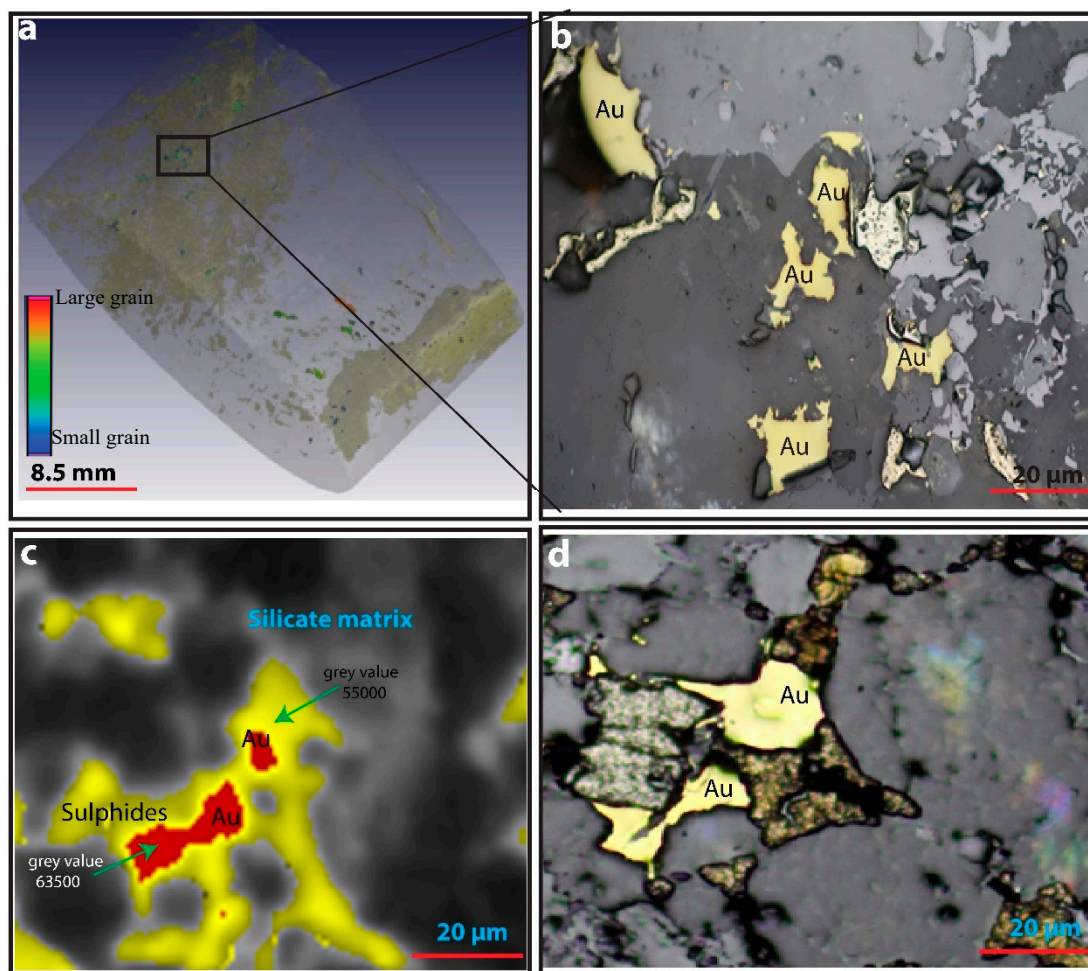 a
Large grain
Small grain
8.5 mm
b
Au
Au
Au
Au
Au
20 µm
c
Silicate matrix
grey value
55000
Au
Sulphides
Au
grey value
63500
20 µm
d
Au
Au
20 µm